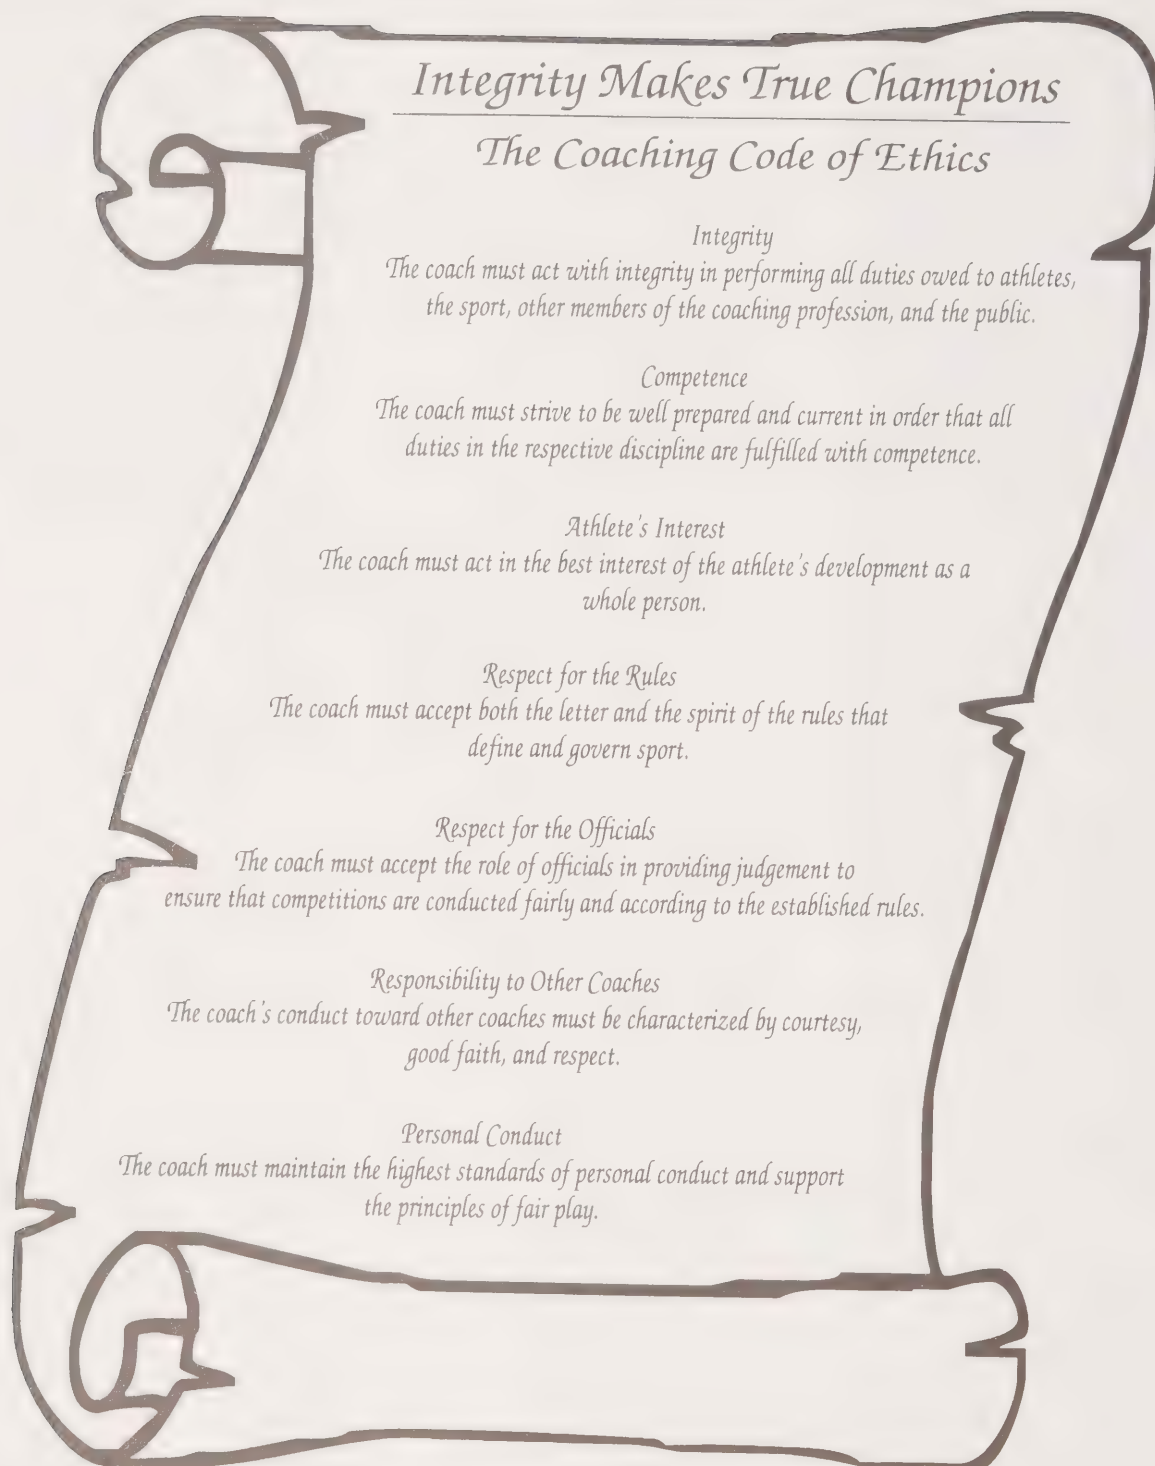 Integrity Makes True Champions
The Coaching Code of Ethics
Integrity
The coach must act with integrity in performing all duties owed to athletes,
the sport, other members of the coaching profession, and the public.
Competence
The coach must strive to be well prepared and current in order that all
duties in the respective discipline are fulfilled with competence.
Athlete's Interest
The coach must act in the best interest of the athlete's development as a
whole person.
Respect for the Rules
The coach must accept both the letter and the spirit of the rules that
define and govern sport.
Respect for the Officials
The coach must accept the role of officials in providing judgement to
ensure that competitions are conducted fairly and according to the established rules.
Responsibility to Other Coaches
The coach's conduct toward other coaches must be characterized by courtesy,
good faith, and respect.
Personal Conduct
The coach must maintain the highest standards of personal conduct and support
the principles of fair play.